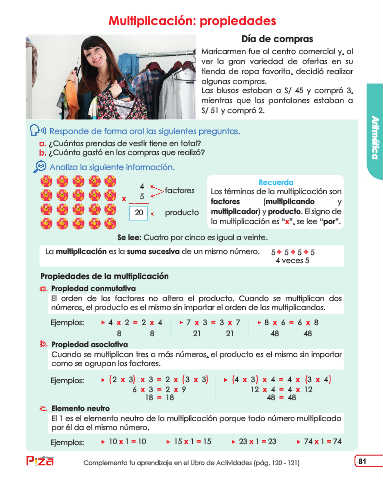 Multiplicación: propiedades
Día de compras
Maricarmen fue al centro comercial y, al
ver la gran variedad de ofertas en su
tienda de ropa favorita, decidió realizar
algunas compras.
Las blusas estaban a S/ 45 y compró 3,
mientras que los pantalones estaban a
S/ 51 y compró 2.
Aritmética
Responde de forma oral las siguientes preguntas.
a. ¿Cuántas prendas de vestir tiene en total?
b. ¿Cuánto gastó en las compras que realizó?
Analiza la siguiente información.
4
x 5
factores
20
producto
Recuerda
Los términos de la multiplicación son
factores (multiplicando y
multiplicador) y producto. El signo de
la multiplicación es "x", se lee "por".
Se lee: Cuatro por cinco es igual a veinte.
La multiplicación es la suma sucesiva de un mismo número.
5 + 5 + 5 + 5
4 veces 5
Propiedades de la multiplicación
a. Propiedad conmutativa
El orden de los factores no altera el producto. Cuando se multiplican dos
números, el producto es el mismo sin importar el orden de los multiplicandos.
Ejemplos: 4 x 2 = 2 x 4 7 x 3 = 3 x 7 8 x 6 = 6 x 8
8 8 21 21 48 48
b. Propiedad asociativa
Cuando se multiplican tres o más números, el producto es el mismo sin importar
como se agrupan los factores.
Ejemplos: (2 x 3) x 3 = 2 x (3 x 3) (4 x 3) x 4 = 4 x (3 x 4)
6 x 3 = 2 x 9 12 x 4 = 4 x 12
18 = 18 48 = 48
c. Elemento neutro
El 1 es el elemento neutro de la multiplicación porque todo número multiplicado
por él da el mismo número.
Ejemplos: 10 x 1 = 10 15 x 1 = 15 23 x 1 = 23 74 x 1 = 74
Complementa tu aprendizaje en el Libro de Actividades (pág. 120 - 121)
81